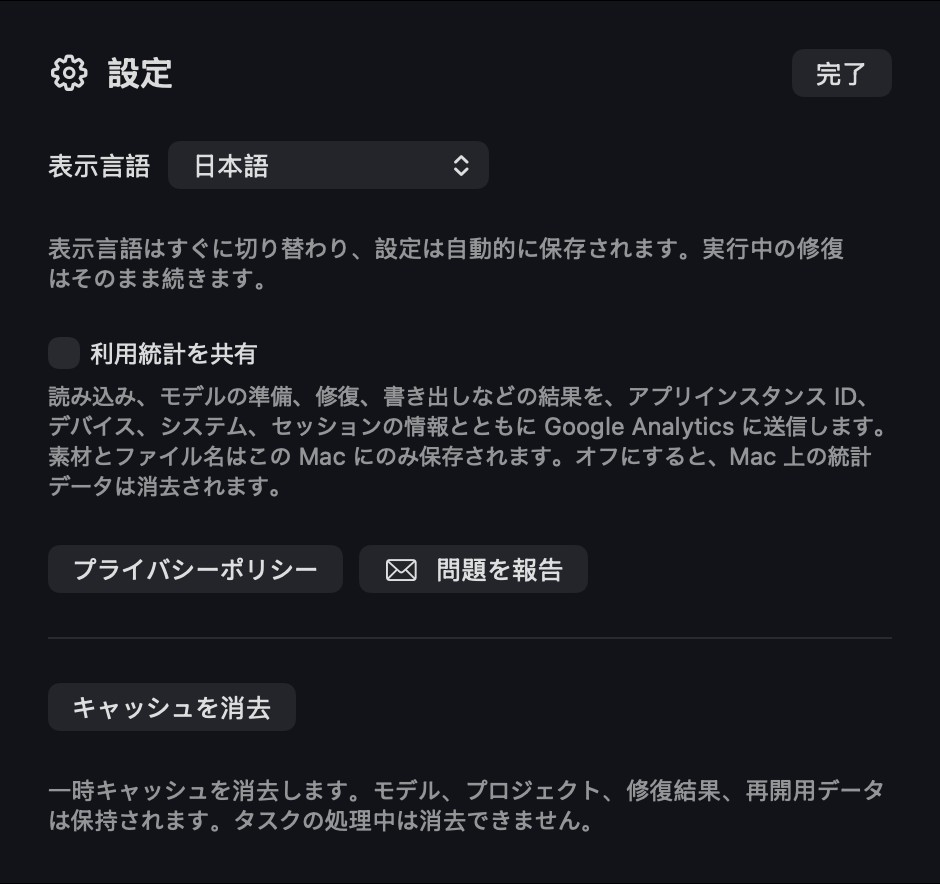 設定
完了
表示言語 日本語
表示言語はすぐに切り替わり、設定は自動的に保存されます。実行中の修復
はそのまま続きます。
利用統計を共有
読み込み、モデルの準備、修復、書き出しなどの結果を、アプリインスタンス ID、
デバイス、システム、セッションの情報とともに Google Analytics に送信します。
素材とファイル名はこの Mac にのみ保存されます。オフにすると、Mac 上の統計
データは消去されます。
プライバシーポリシー
問題を報告
キャッシュを消去
一時キャッシュを消去します。モデル、プロジェクト、修復結果、再開用データ
は保持されます。タスクの処理中は消去できません。